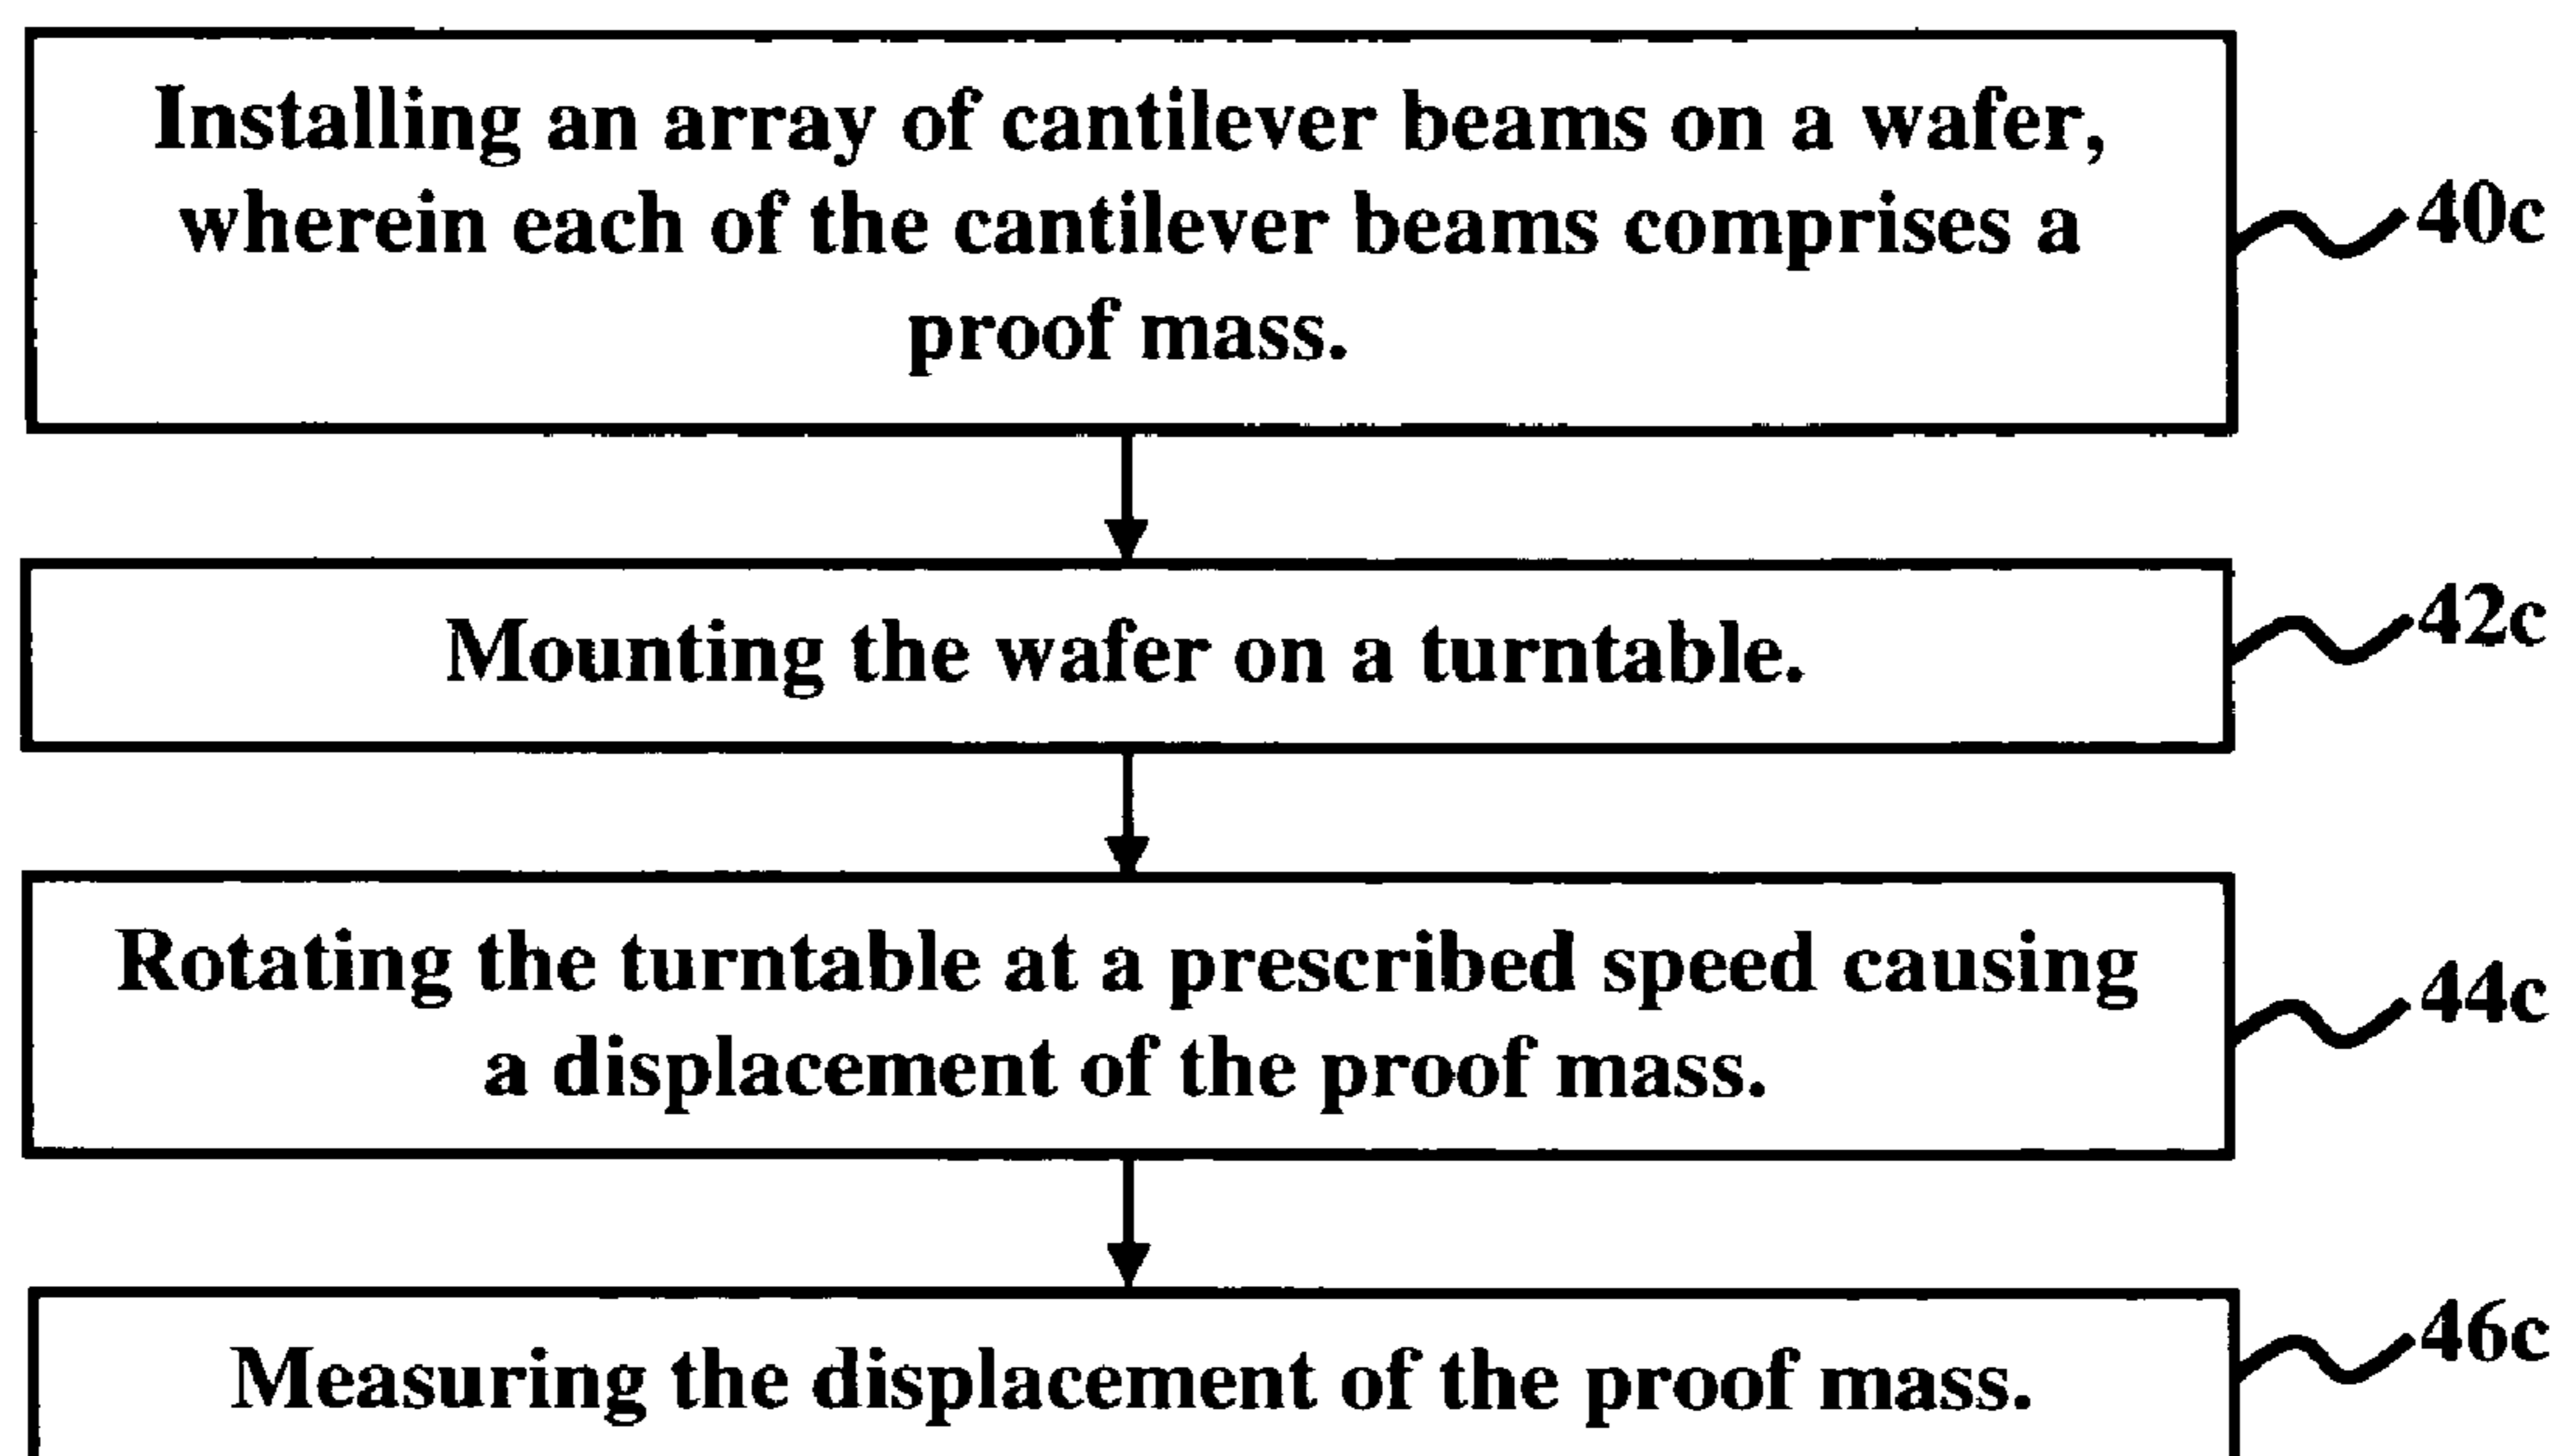 Installing an array of cantilever beams on a wafer,
wherein each of the cantilever beams comprises a
proof mass.
40c
Mounting the wafer on a turntable.
42c
Rotating the turntable at a prescribed speed causing
a displacement of the proof mass.
44c
Measuring the displacement of the proof mass.
46c